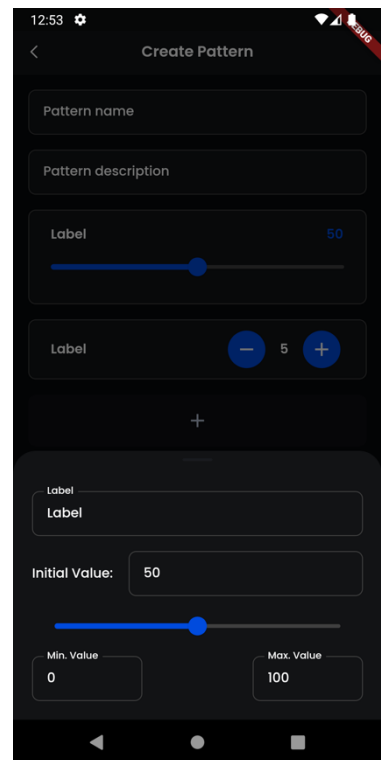 12:53
DEBUG
Create Pattern
Pattern name
Pattern description
Label 50
Label 5
Label
Label
Initial Value: 50
Min. Value Max. Value
0 100